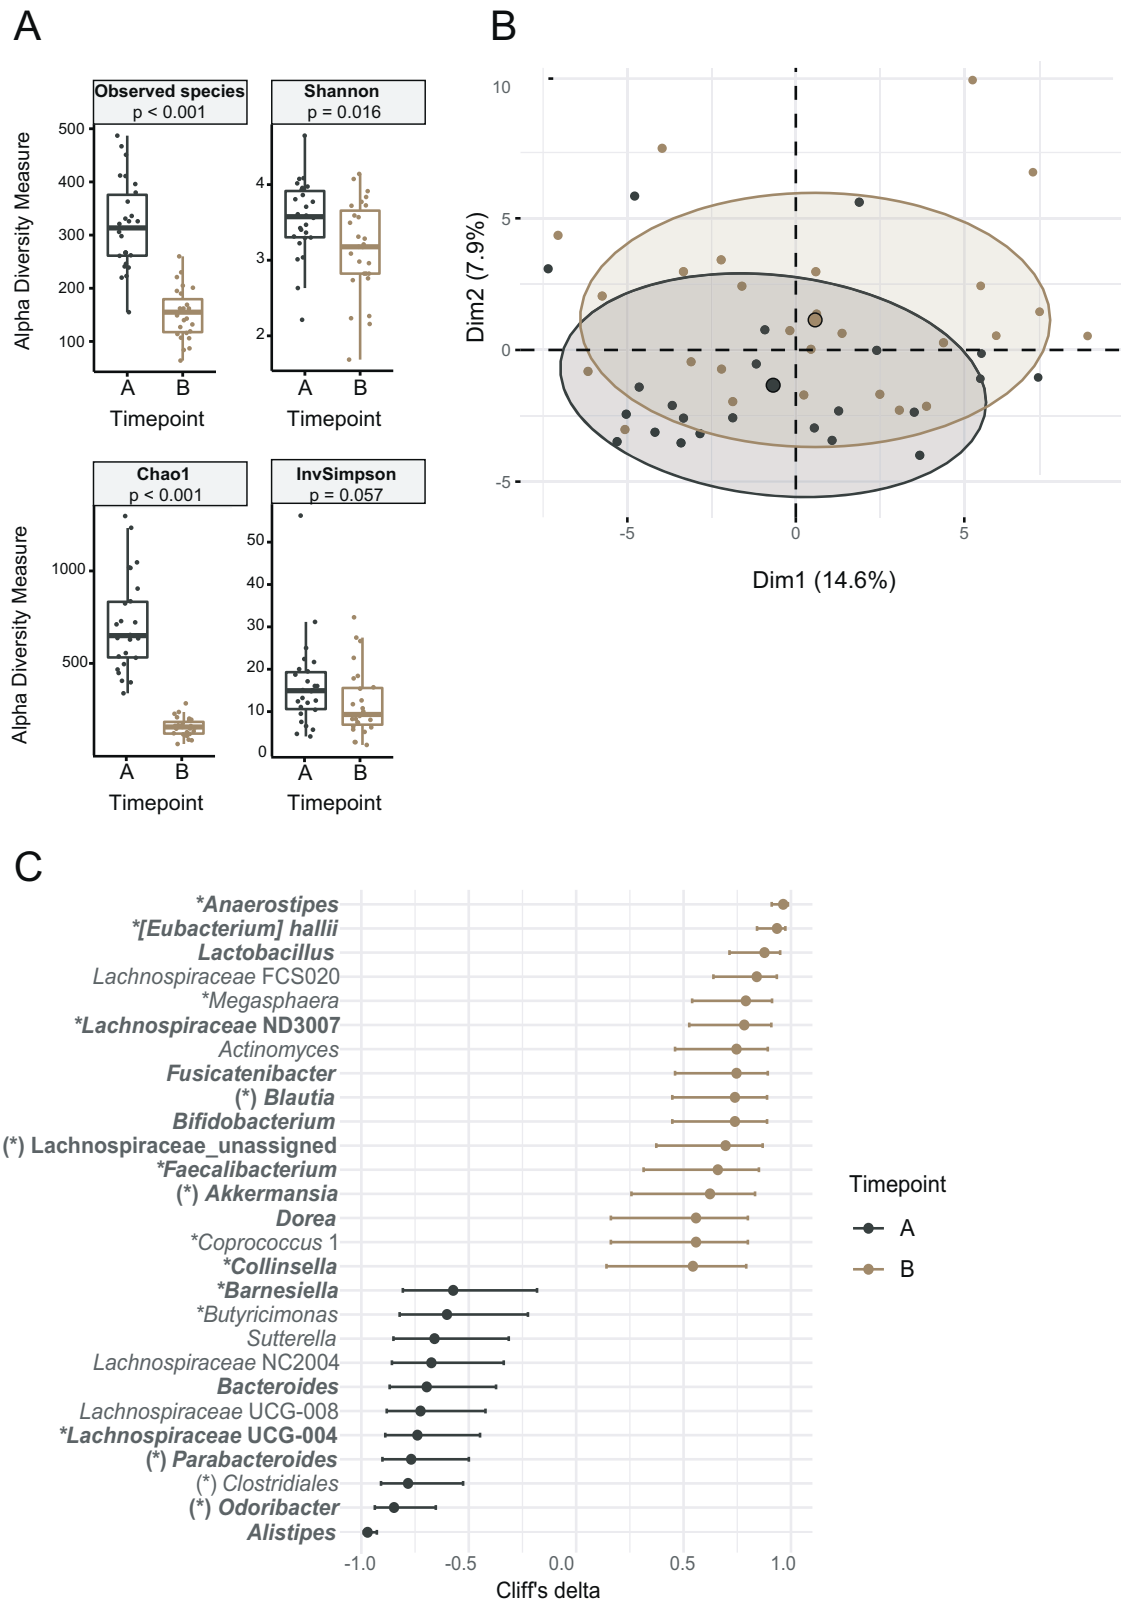 A
Observed species
p < 0.001
Shannon
p = 0.016
Alpha Diversity Measure
500
400
300
200
100
4
3
2
A
B
A
B
Timepoint
Timepoint
Chao1
p < 0.001
InvSimpson
p = 0.057
Alpha Diversity Measure
1000
500
50
40
30
20
10
0
A
B
A
B
Timepoint
Timepoint
B
Dim2 (7.9%)
10
5
0
-5
-5
0
5
Dim1 (14.6%)
C
*Anaerostipes
*[Eubacterium] hallii
Lactobacillus
Lachnospiraceae FCS020
*Megasphaera
*Lachnospiraceae ND3007
Actinomyces
Fusicatenibacter
(*) Blautia
Bifidobacterium
(*) Lachnospiraceae_unassigned
*Faecalibacterium
(*) Akkermansia
Dorea
*Coprococcus 1
*Collinsella
*Barnesiella
*Butyricimonas
Sutterella
Lachnospiraceae NC2004
Bacteroides
Lachnospiraceae UCG-008
*Lachnospiraceae UCG-004
(*) Parabacteroides
(*) Clostridiales
(*) Odoribacter
Alistipes
-1.0
-0.5
0.0
0.5
1.0
Cliff's delta
Timepoint
A
B